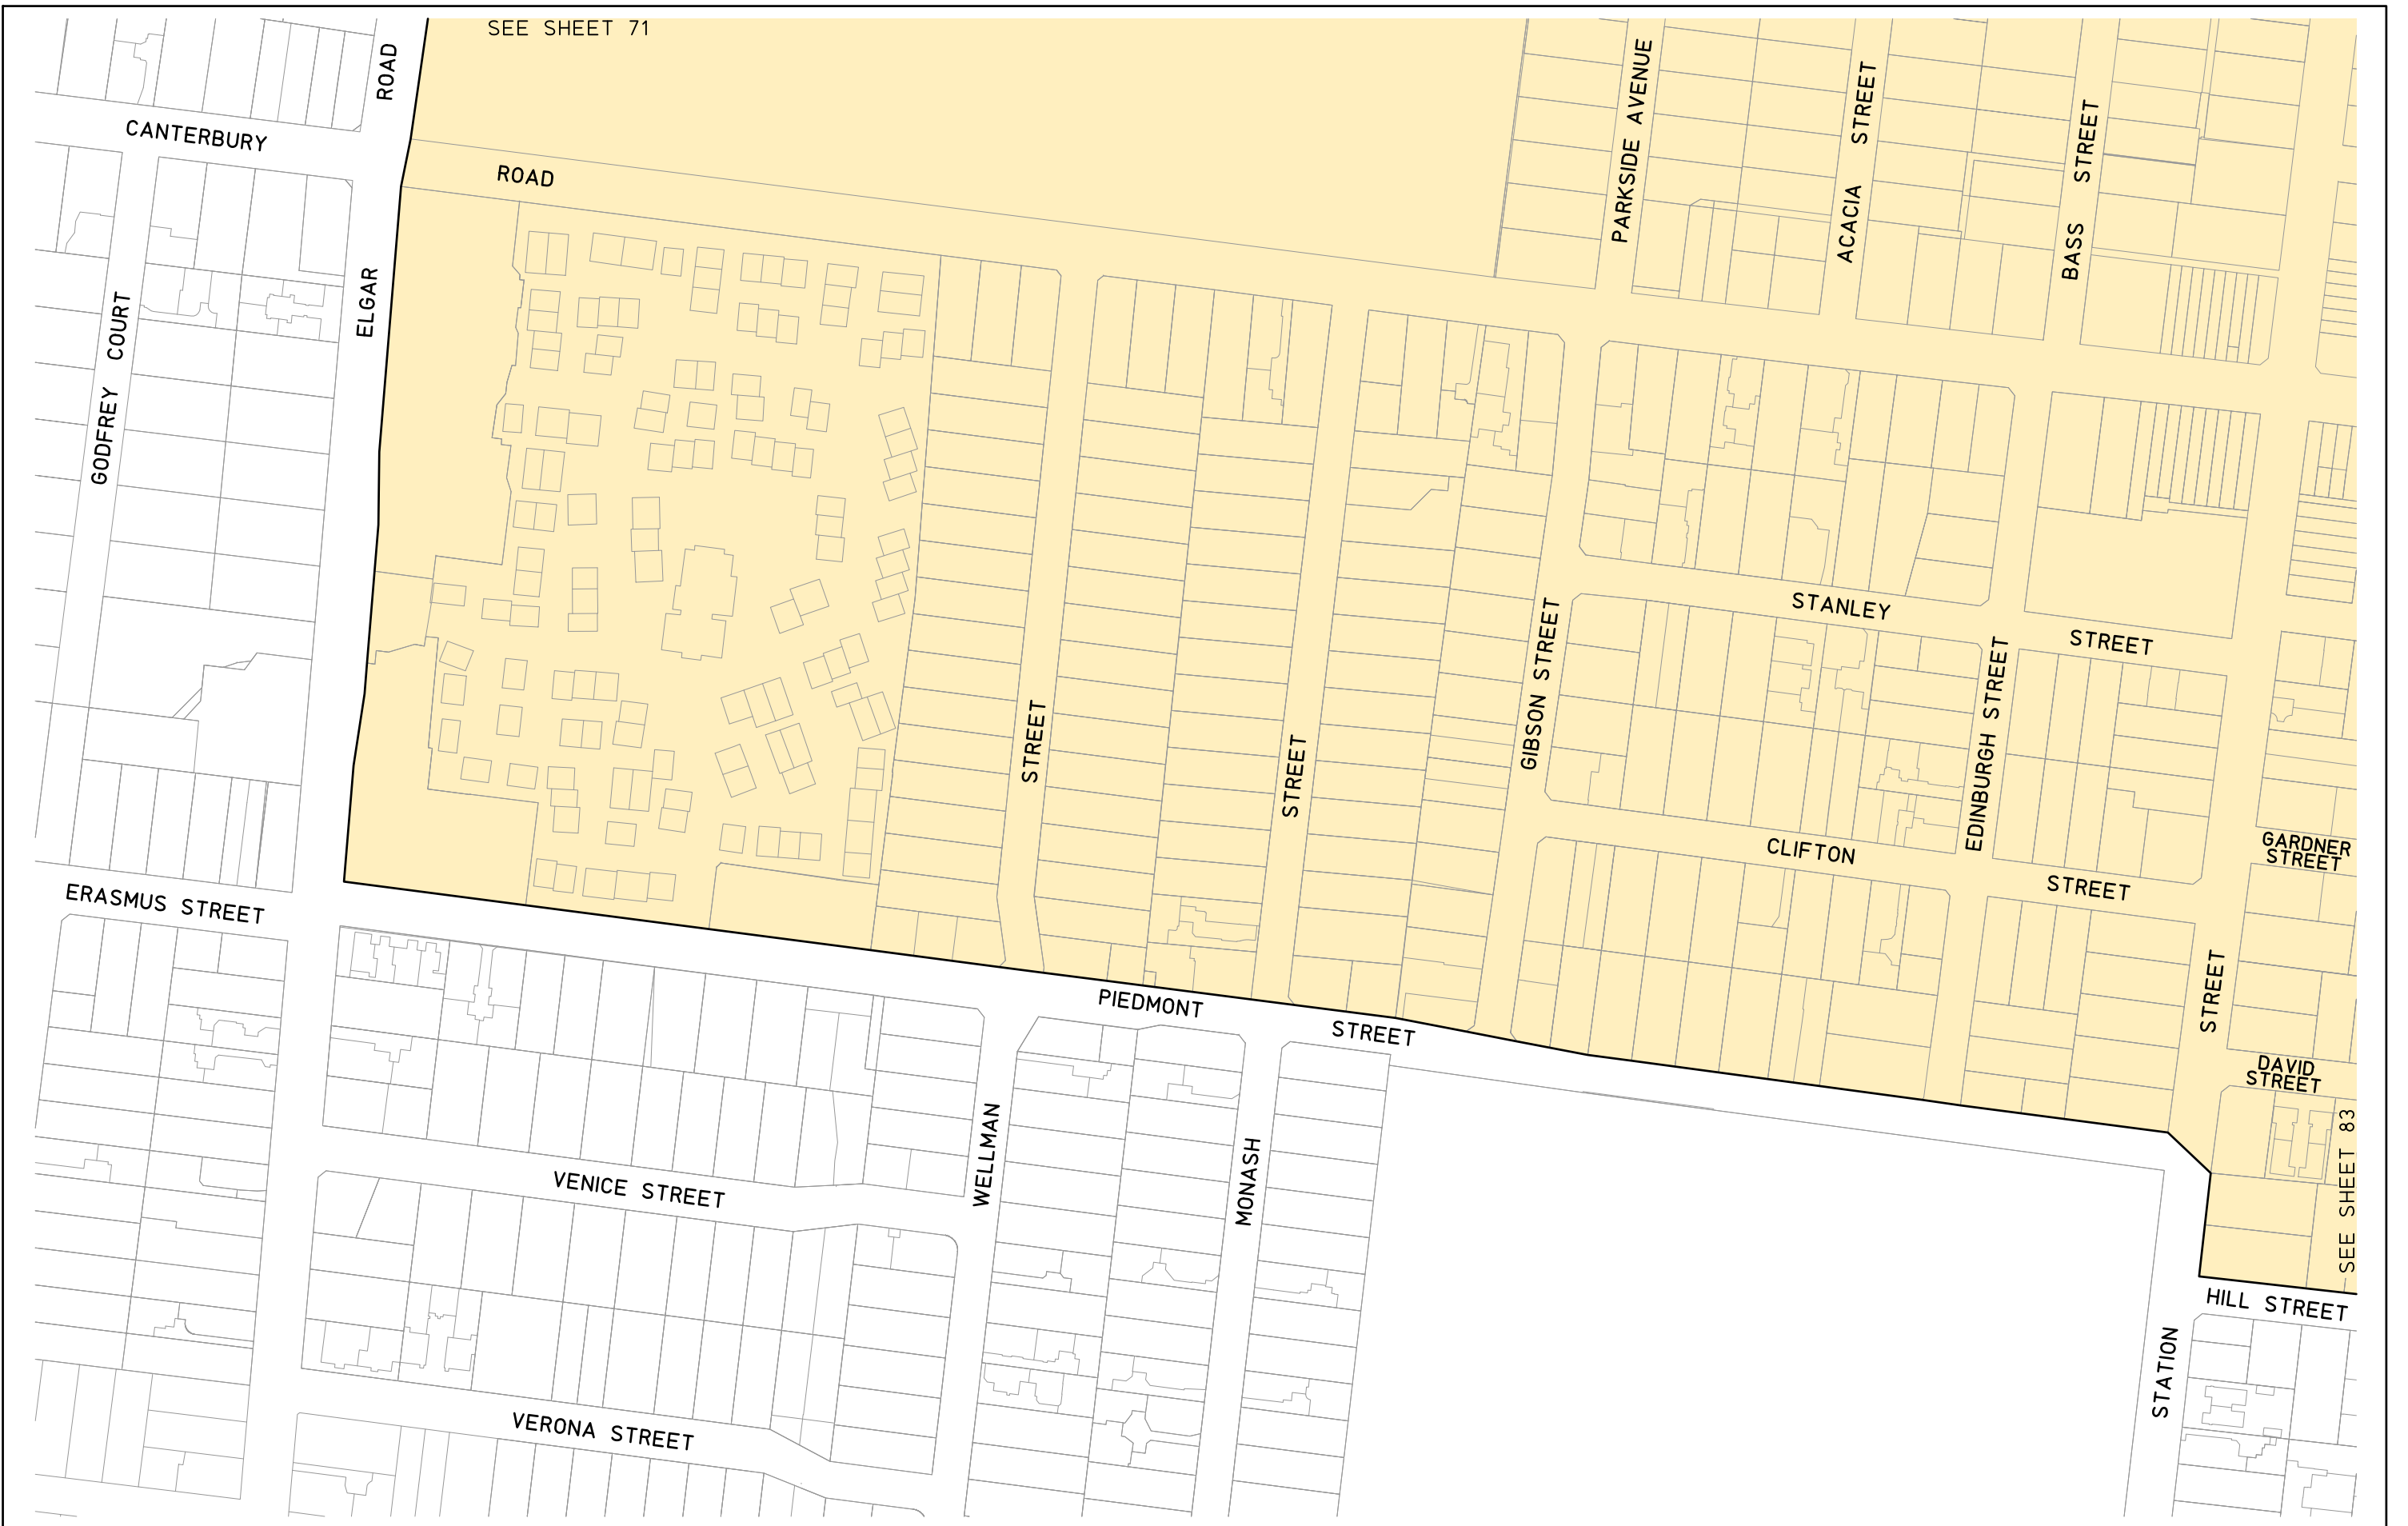 SEE SHEET 71
ROAD
CANTERBURY
ROAD
PARKSIDE AVENUE
ACACIA STREET
BASS STREET
ELGAR
GODFREY COURT
STANLEY
STREET
GIBSON STREET
EDINBURGH STREET
STREET
STREET
CLIFTON
STREET
GARDNER
STREET
ERASMUS STREET
PIEDMONT
STREET
STREET
DAVID
STREET
SEE SHEET 83
WELLMAN
MONASH
VENICE STREET
HILL STREET
STATION
VERONA STREET